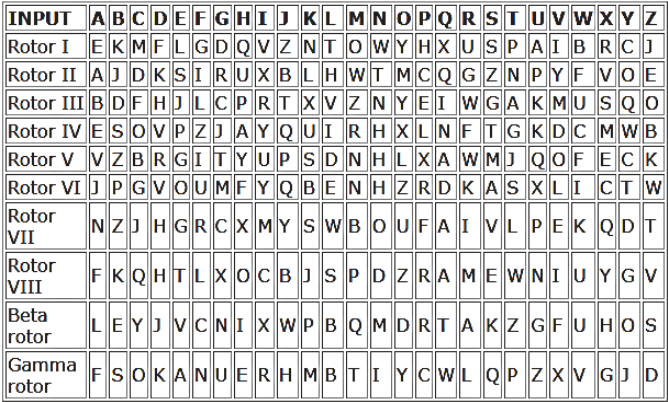 INPUT A B C D E F G H I J K L M N O P Q R S T U V W X Y Z
Rotor I E K M F L G D Q V Z N T O W Y H X U S P A I B R C J
Rotor II A J D K S I R U X B L H W T M C Q G Z N P Y F V O E
Rotor III B D F H J L C P R T X V Z N Y E I W G A K M U S Q O
Rotor IV E S O V P Z J A Y Q U I R H X L N F T G K D C M W B
Rotor V V Z B R G I T Y U P S D N H L X A W M J Q O F E C K
Rotor VI J P G V O U M F Y Q B E N H Z R D K A S X L I C T W
Rotor
VII N Z J H G R C X M Y S W B O U F A I V L P E K Q D T
Rotor
VIII F K Q H T L X O C B J S P D Z R A M E W N I U Y G V
Beta
rotor L E Y J V C N I X W P B Q M D R T A K Z G F U H O S
Gamma
rotor F S O K A N U E R H M B T I Y C W L Q P Z X V G J D